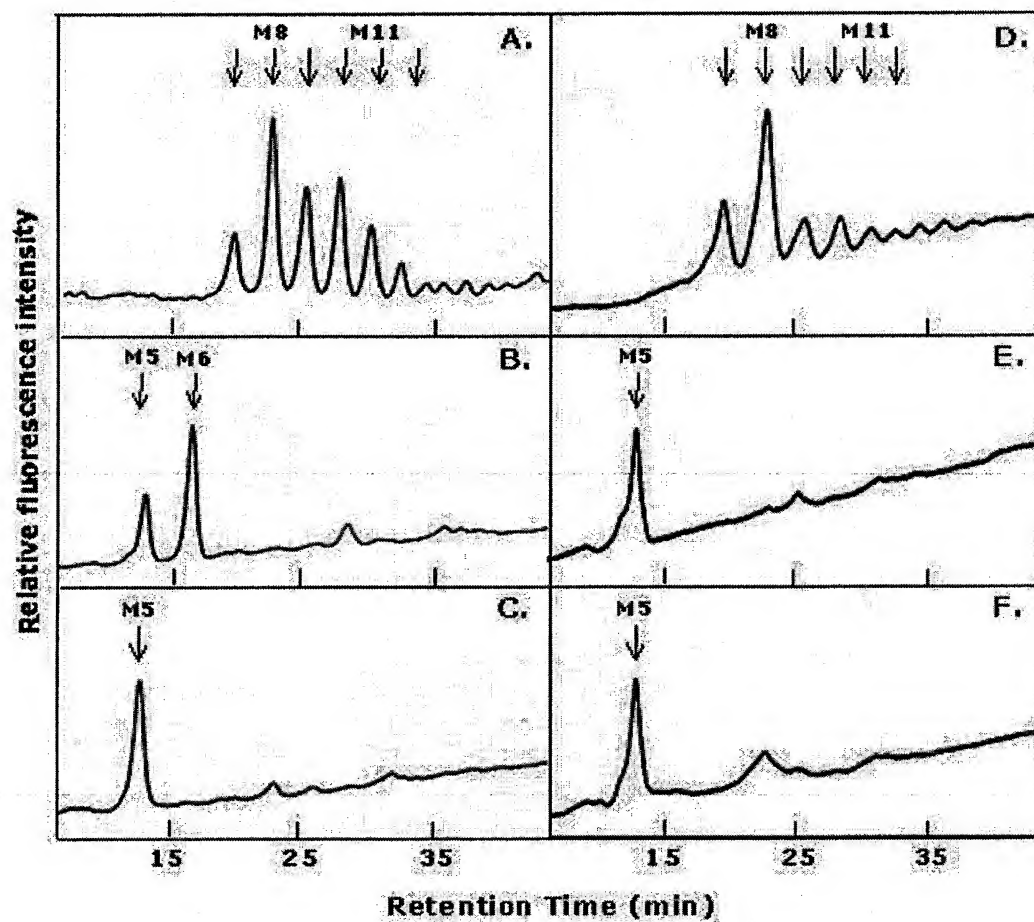 M8 M11 A.
M8 M11 D.
M5 M6 B.
M5 E.
M5 C.
M5 F.
Relative fluorescence intensity
15 25 35
15 25 35
Retention Time (min)